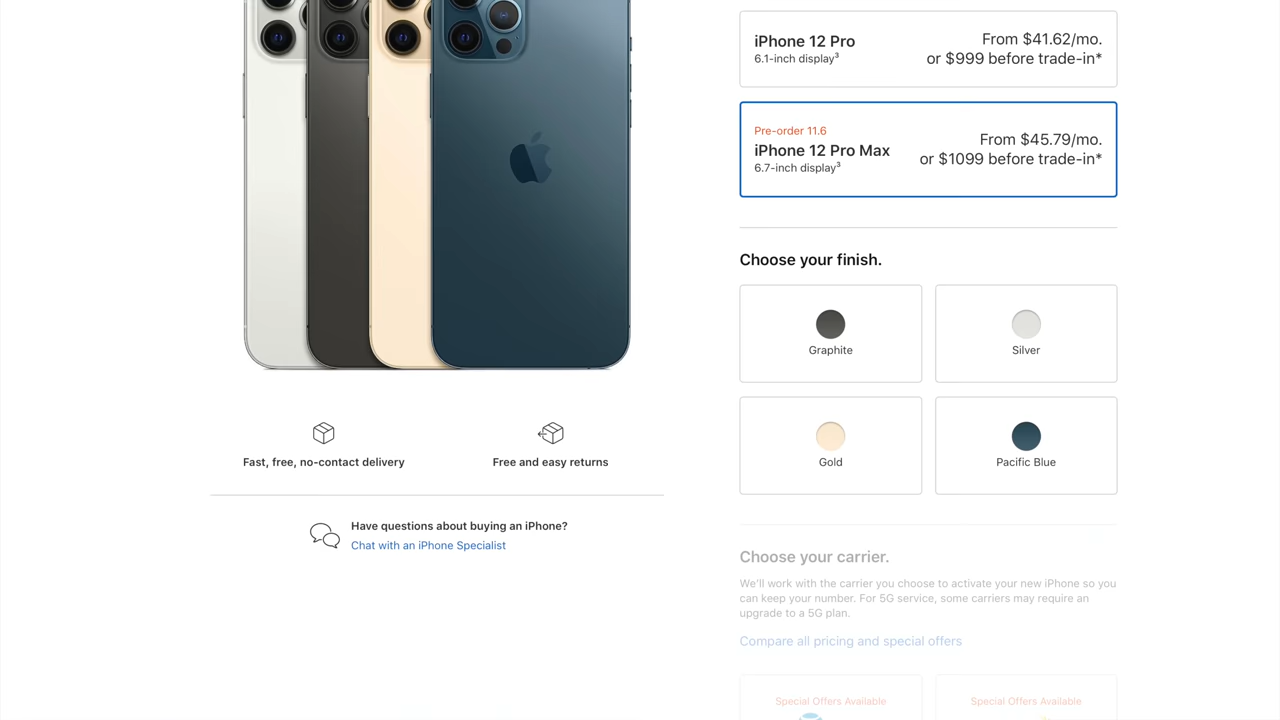 iPhone 12 Pro
6.1-inch display³
From $41.62/mo.
or $999 before trade-in*
Pre-order 11.6
iPhone 12 Pro Max
6.7-inch display³
From $45.79/mo.
or $1099 before trade-in*
Choose your finish.
Graphite
Silver
Gold
Pacific Blue
Fast, free, no-contact delivery
Free and easy returns
Have questions about buying an iPhone?
Chat with an iPhone Specialist
Choose your carrier.
We'll work with the carrier you choose to activate your new iPhone so you
can keep your number. For 5G service, some carriers may require an
upgrade to a 5G plan.
Compare all pricing and special offers
Special Offers Available
Special Offers Available